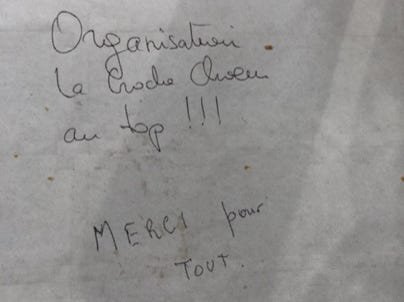 Organisation
La
au top !!!
MERCI pour
TOUT.